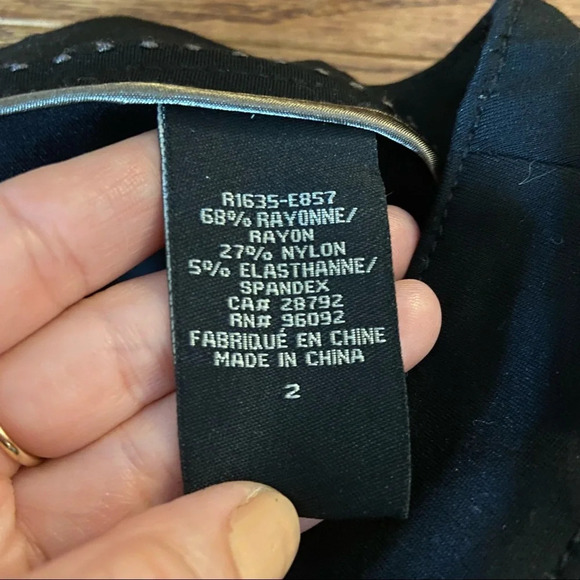 R1635-E857
68% RAYONNE/
RAYON
27% NYLON
5% ELASTHANNE/
SPANDEX
CA# 28792
RN# 96092
FABRIQUÉ EN CHINE
MADE IN CHINA
2